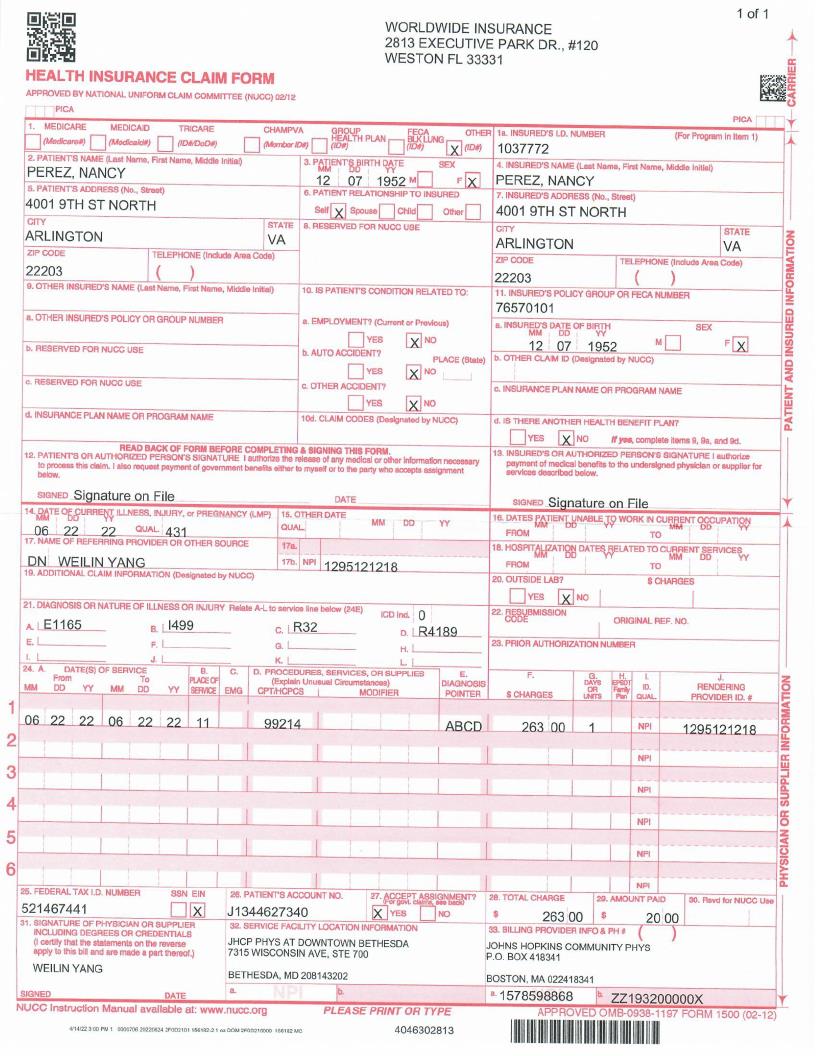 1 of 1
WORLDWIDE INSURANCE
2813 EXECUTIVE PARK DR., #120
WESTON FL 33331
HEALTH INSURANCE CLAIM FORM
APPROVED BY NATIONAL UNIFORM CLAIM COMMITTEE (NUCC) 02/12
PICA PICA
CARRIER
1. MEDICARE MEDICAID TRICARE CHAMPVA GROUP HEALTH PLAN FECA BLK LUNG OTHER
(Medicare#) (Medicaid#) (ID#/DoD#) (Member ID#) (ID#) (ID#) X (ID#)
1a. INSURED'S I.D. NUMBER (For Program in Item 1)
1037772
2. PATIENT'S NAME (Last Name, First Name, Middle Initial)
PEREZ, NANCY
3. PATIENT'S BIRTH DATE SEX
MM DD YY
12 07 1952 M F X
4. INSURED'S NAME (Last Name, First Name, Middle Initial)
PEREZ, NANCY
5. PATIENT'S ADDRESS (No., Street)
4001 9TH ST NORTH
6. PATIENT RELATIONSHIP TO INSURED
Self X Spouse Child Other
7. INSURED'S ADDRESS (No., Street)
4001 9TH ST NORTH
CITY STATE
ARLINGTON VA
8. RESERVED FOR NUCC USE
CITY STATE
ARLINGTON VA
ZIP CODE TELEPHONE (Include Area Code)
22203 ( )
ZIP CODE TELEPHONE (Include Area Code)
22203 ( )
9. OTHER INSURED'S NAME (Last Name, First Name, Middle Initial)
10. IS PATIENT'S CONDITION RELATED TO:
11. INSURED'S POLICY GROUP OR FECA NUMBER
76570101
a. OTHER INSURED'S POLICY OR GROUP NUMBER
a. EMPLOYMENT? (Current or Previous)
YES X NO
a. INSURED'S DATE OF BIRTH SEX
MM DD YY
12 07 1952 M F X
b. RESERVED FOR NUCC USE
b. AUTO ACCIDENT? PLACE (State)
YES X NO
b. OTHER CLAIM ID (Designated by NUCC)
c. RESERVED FOR NUCC USE
c. OTHER ACCIDENT?
YES X NO
c. INSURANCE PLAN NAME OR PROGRAM NAME
d. INSURANCE PLAN NAME OR PROGRAM NAME
10d. CLAIM CODES (Designated by NUCC)
d. IS THERE ANOTHER HEALTH BENEFIT PLAN?
YES X NO If yes, complete items 9, 9a, and 9d.
PATIENT AND INSURED INFORMATION
READ BACK OF FORM BEFORE COMPLETING & SIGNING THIS FORM.
12. PATIENT'S OR AUTHORIZED PERSON'S SIGNATURE I authorize the release of any medical or other information necessary
to process this claim. I also request payment of government benefits either to myself or to the party who accepts assignment
below.
SIGNED Signature on File DATE
13. INSURED'S OR AUTHORIZED PERSON'S SIGNATURE I authorize
payment of medical benefits to the undersigned physician or supplier for
services described below.
SIGNED Signature on File
14. DATE OF CURRENT ILLNESS, INJURY, or PREGNANCY (LMP)
MM DD YY
06 22 22 QUAL. 431
15. OTHER DATE
QUAL. MM DD YY
16. DATES PATIENT UNABLE TO WORK IN CURRENT OCCUPATION
MM DD YY MM DD YY
FROM TO
17. NAME OF REFERRING PROVIDER OR OTHER SOURCE
DN WEILIN YANG
17a.
17b. NPI 1295121218
18. HOSPITALIZATION DATES RELATED TO CURRENT SERVICES
MM DD YY MM DD YY
FROM TO
19. ADDITIONAL CLAIM INFORMATION (Designated by NUCC)
20. OUTSIDE LAB? $ CHARGES
YES X NO
21. DIAGNOSIS OR NATURE OF ILLNESS OR INJURY Relate A-L to service line below (24E) ICD Ind. 0
A. E1165 B. I499 C. R32 D. R4189
E. F. G. H.
I. J. K. L.
22. RESUBMISSION CODE ORIGINAL REF. NO.
23. PRIOR AUTHORIZATION NUMBER
24. A. DATE(S) OF SERVICE B. C. D. PROCEDURES, SERVICES, OR SUPPLIES E. F. G. H. I. J.
From To PLACE OF (Explain Unusual Circumstances) DIAGNOSIS DAYS OR UNITS EPSDT Family Plan ID. RENDERING
MM DD YY MM DD YY SERVICE EMG CPT/HCPCS MODIFIER POINTER $ CHARGES QUAL. PROVIDER ID. #
1
06 22 22 06 22 22 11 99214 ABCD 263 00 1 NPI 1295121218
2
NPI
3
NPI
4
NPI
5
NPI
6
NPI
PHYSICIAN OR SUPPLIER INFORMATION
25. FEDERAL TAX I.D. NUMBER SSN EIN
521467441 X
26. PATIENT'S ACCOUNT NO.
J1344627340
27. ACCEPT ASSIGNMENT?
(For govt. claims, see back)
X YES NO
28. TOTAL CHARGE
$ 263 00
29. AMOUNT PAID
$ 20 00
30. Rsvd for NUCC Use
31. SIGNATURE OF PHYSICIAN OR SUPPLIER
INCLUDING DEGREES OR CREDENTIALS
(I certify that the statements on the reverse
apply to this bill and are made a part thereof.)
WEILIN YANG
SIGNED DATE
32. SERVICE FACILITY LOCATION INFORMATION
JHCP PHYS AT DOWNTOWN BETHESDA
7315 WISCONSIN AVE, STE 700
BETHESDA, MD 208143202
a. NPI b.
33. BILLING PROVIDER INFO & PH # ( )
JOHNS HOPKINS COMMUNITY PHYS
P.O. BOX 418341
BOSTON, MA 022418341
a. 1578598868 b. ZZ193200000X
NUCC Instruction Manual available at: www.nucc.org PLEASE PRINT OR TYPE APPROVED OMB-0938-1197 FORM 1500 (02-12)
4046302813